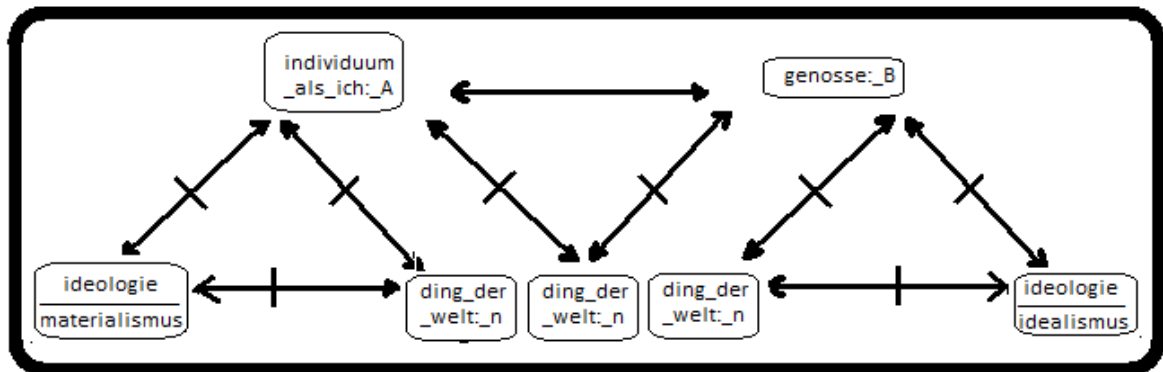 individuum
_als_ich:_A
genosse:_B
ideologie
materialismus
ding_der
_welt:_n
ding_der
_welt:_n
ding_der
_welt:_n
ideologie
idealismus